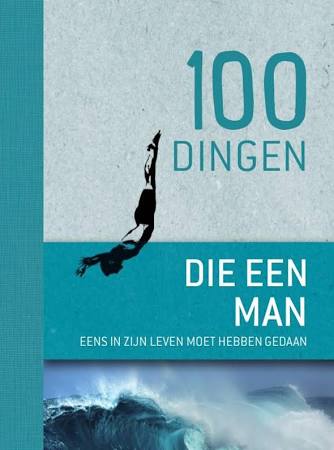 100
DINGEN
DIE EEN
MAN
EENS IN ZIJN LEVEN MOET HEBBEN GEDAAN